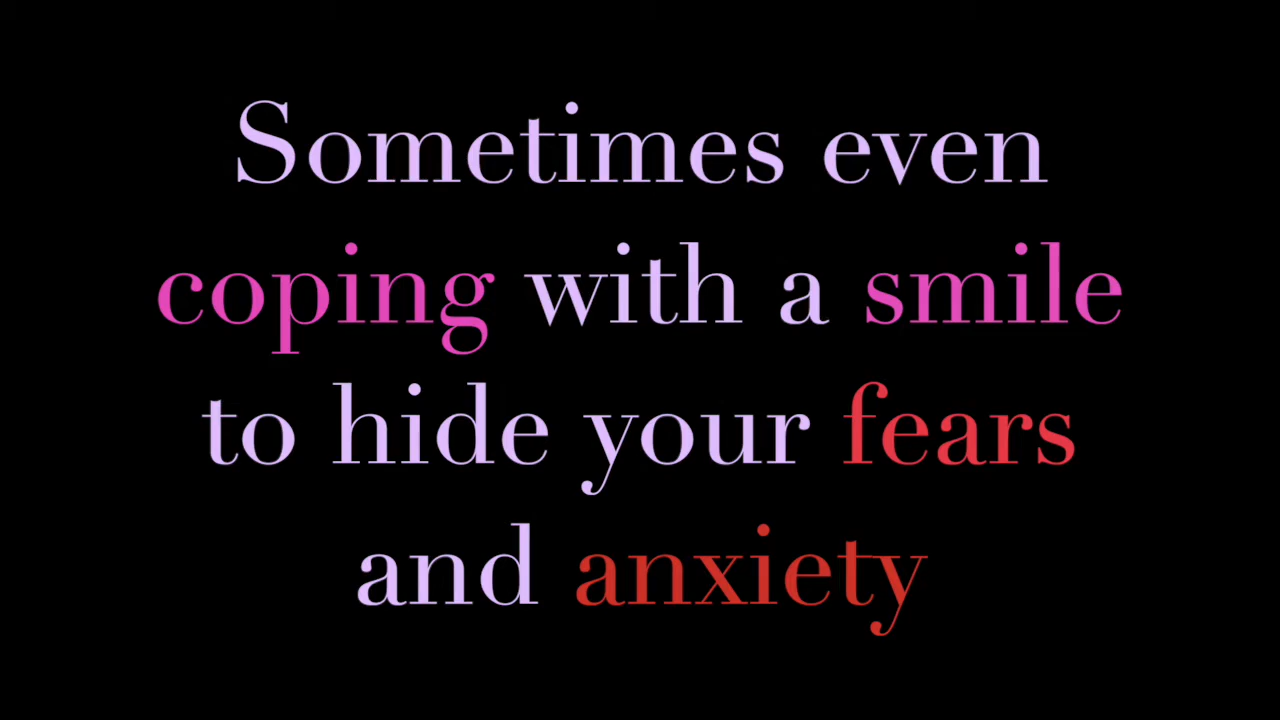 Sometimes even
coping with a smile
to hide your fears
and anxiety